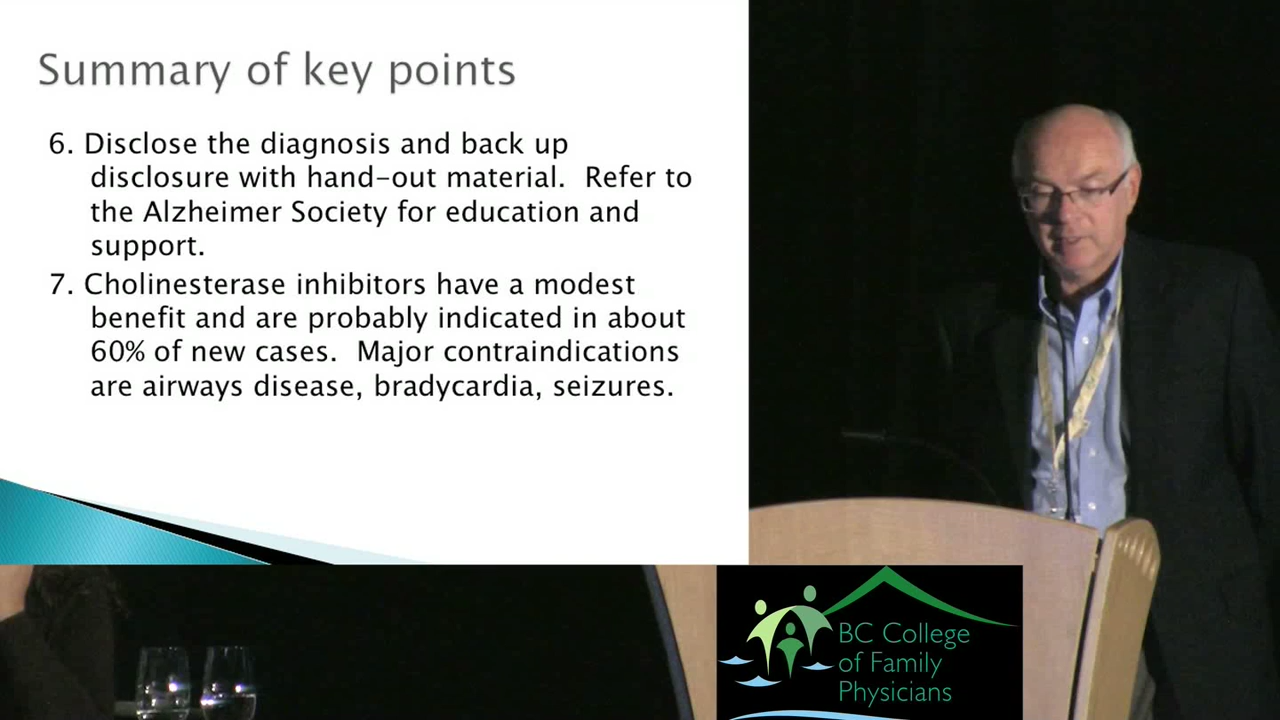 Summary of key points
6. Disclose the diagnosis and back up
disclosure with hand-out material.  Refer to
the Alzheimer Society for education and
support.
7. Cholinesterase inhibitors have a modest
benefit and are probably indicated in about
60% of new cases.  Major contraindications
are airways disease, bradycardia, seizures.
BC College
of Family
Physicians